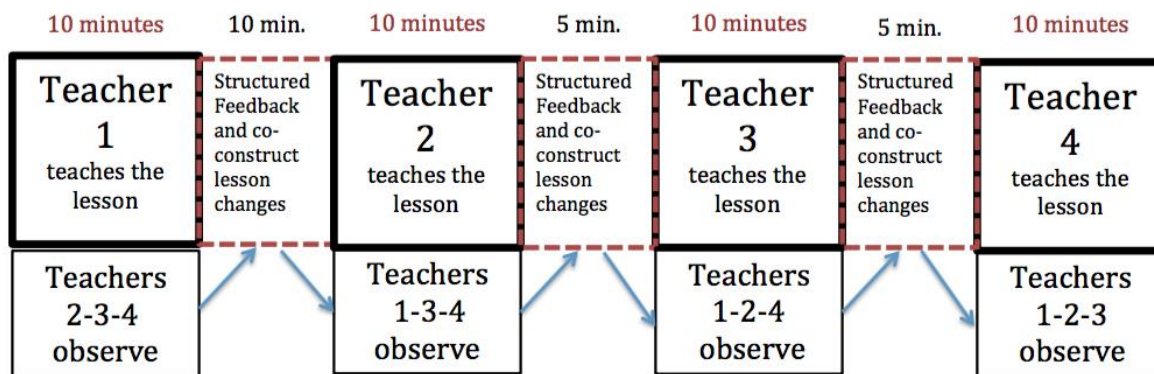 10 minutes
10 min.
10 minutes
5 min.
10 minutes
5 min.
10 minutes
Teacher
1
teaches the
lesson
Structured
Feedback
and co-
construct
lesson
changes
Teacher
2
teaches the
lesson
Structured
Feedback
and co-
construct
lesson
changes
Teacher
3
teaches the
lesson
Structured
Feedback
and co-
construct
lesson
changes
Teacher
4
teaches the
lesson
Teachers
2-3-4
observe
Teachers
1-3-4
observe
Teachers
1-2-4
observe
Teachers
1-2-3
observe